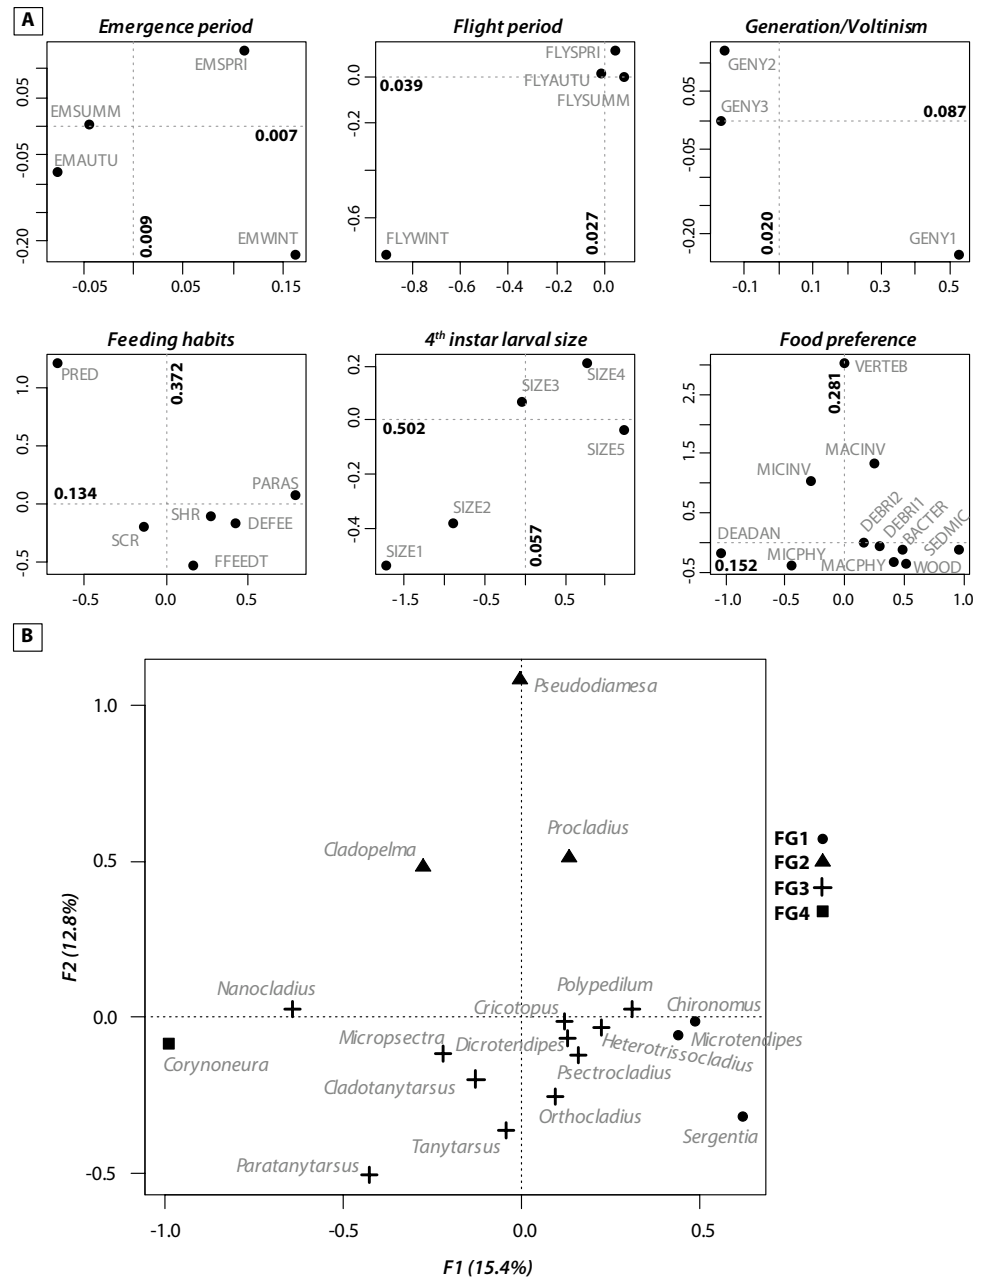 A
Emergence period
Flight period
Generation/Voltinism
EMSPRI
EMSUMM
EMAUTU
EMWINT
0.007
0.009
0.05
-0.05
-0.20
-0.05
0.05
0.15
FLYSPRI
FLYAUTU
FLYSUMM
FLYWINT
0.039
0.027
0.0
-0.2
-0.6
-0.8
-0.6
-0.4
-0.2
0.0
GENY2
GENY3
GENY1
0.087
0.020
0.05
-0.05
-0.20
-0.1
0.1
0.3
0.5
Feeding habits
4th instar larval size
Food preference
PRED
0.372
0.134
PARAS
SHR
DEFEE
SCR
FFEEDT
1.0
0.5
0.0
-0.5
-0.5
0.0
0.5
SIZE4
SIZE3
SIZE5
SIZE2
SIZE1
0.502
0.057
0.2
0.0
-0.2
-0.4
-1.5
-0.5
0.5
VERTEB
0.281
MACINV
MICINV
DEBRI2
DEBRI1
BACTER
SEDMIC
DEADAN
MICPHY
MACPHY
WOOD
0.152
2.5
1.5
0.5
-0.5
-1.0
-0.5
0.0
0.5
1.0
B
Pseudodiamesa
Procladius
Cladopelma
FG1
FG2
FG3
FG4
Nanocladius
Polypedilum
Cricotopus
Chironomus
Micropsectra
Dicrotendipes
Heterotrissocladius
Microtendipes
Corynoneura
Psectrocladius
Cladotanytarsus
Orthocladius
Tanytarsus
Sergentia
Paratanytarsus
1.0
0.5
0.0
-0.5
F2 (12.8%)
-1.0
-0.5
0.0
0.5
F1 (15.4%)